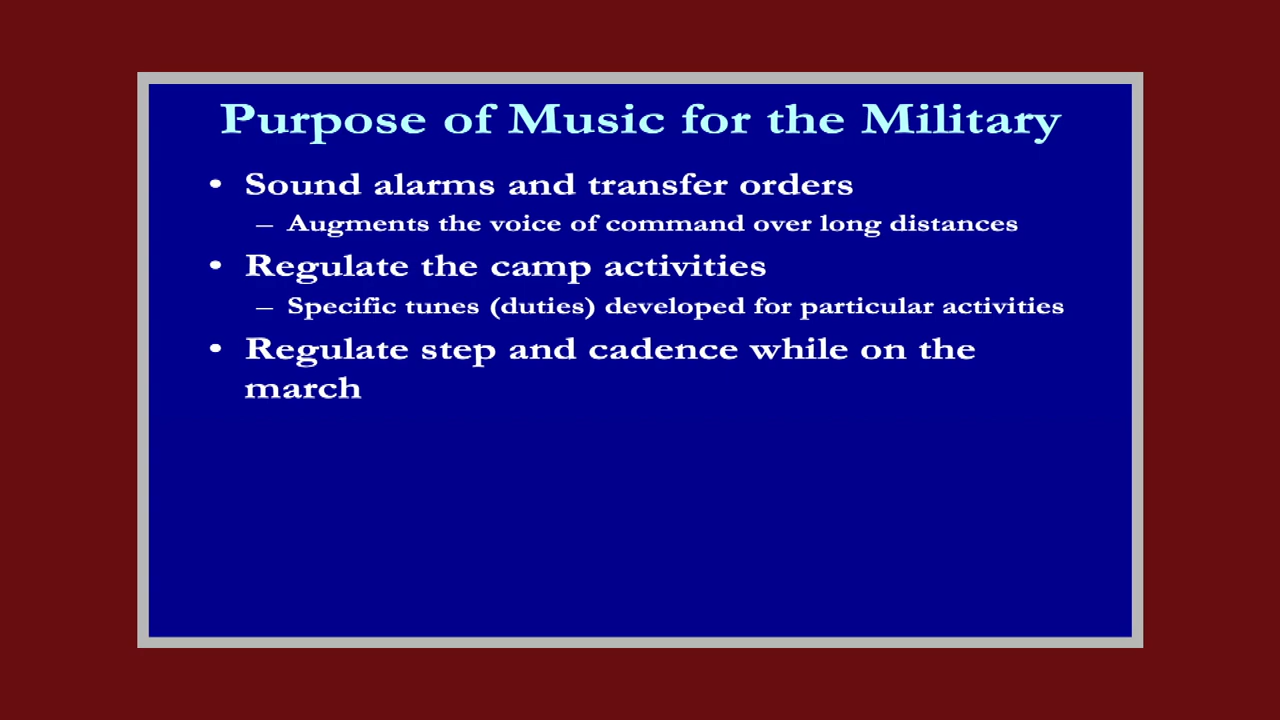 Purpose of Music for the Military
• Sound alarms and transfer orders
– Augments the voice of command over long distances
• Regulate the camp activities
– Specific tunes (duties) developed for particular activities
• Regulate step and cadence while on the
march